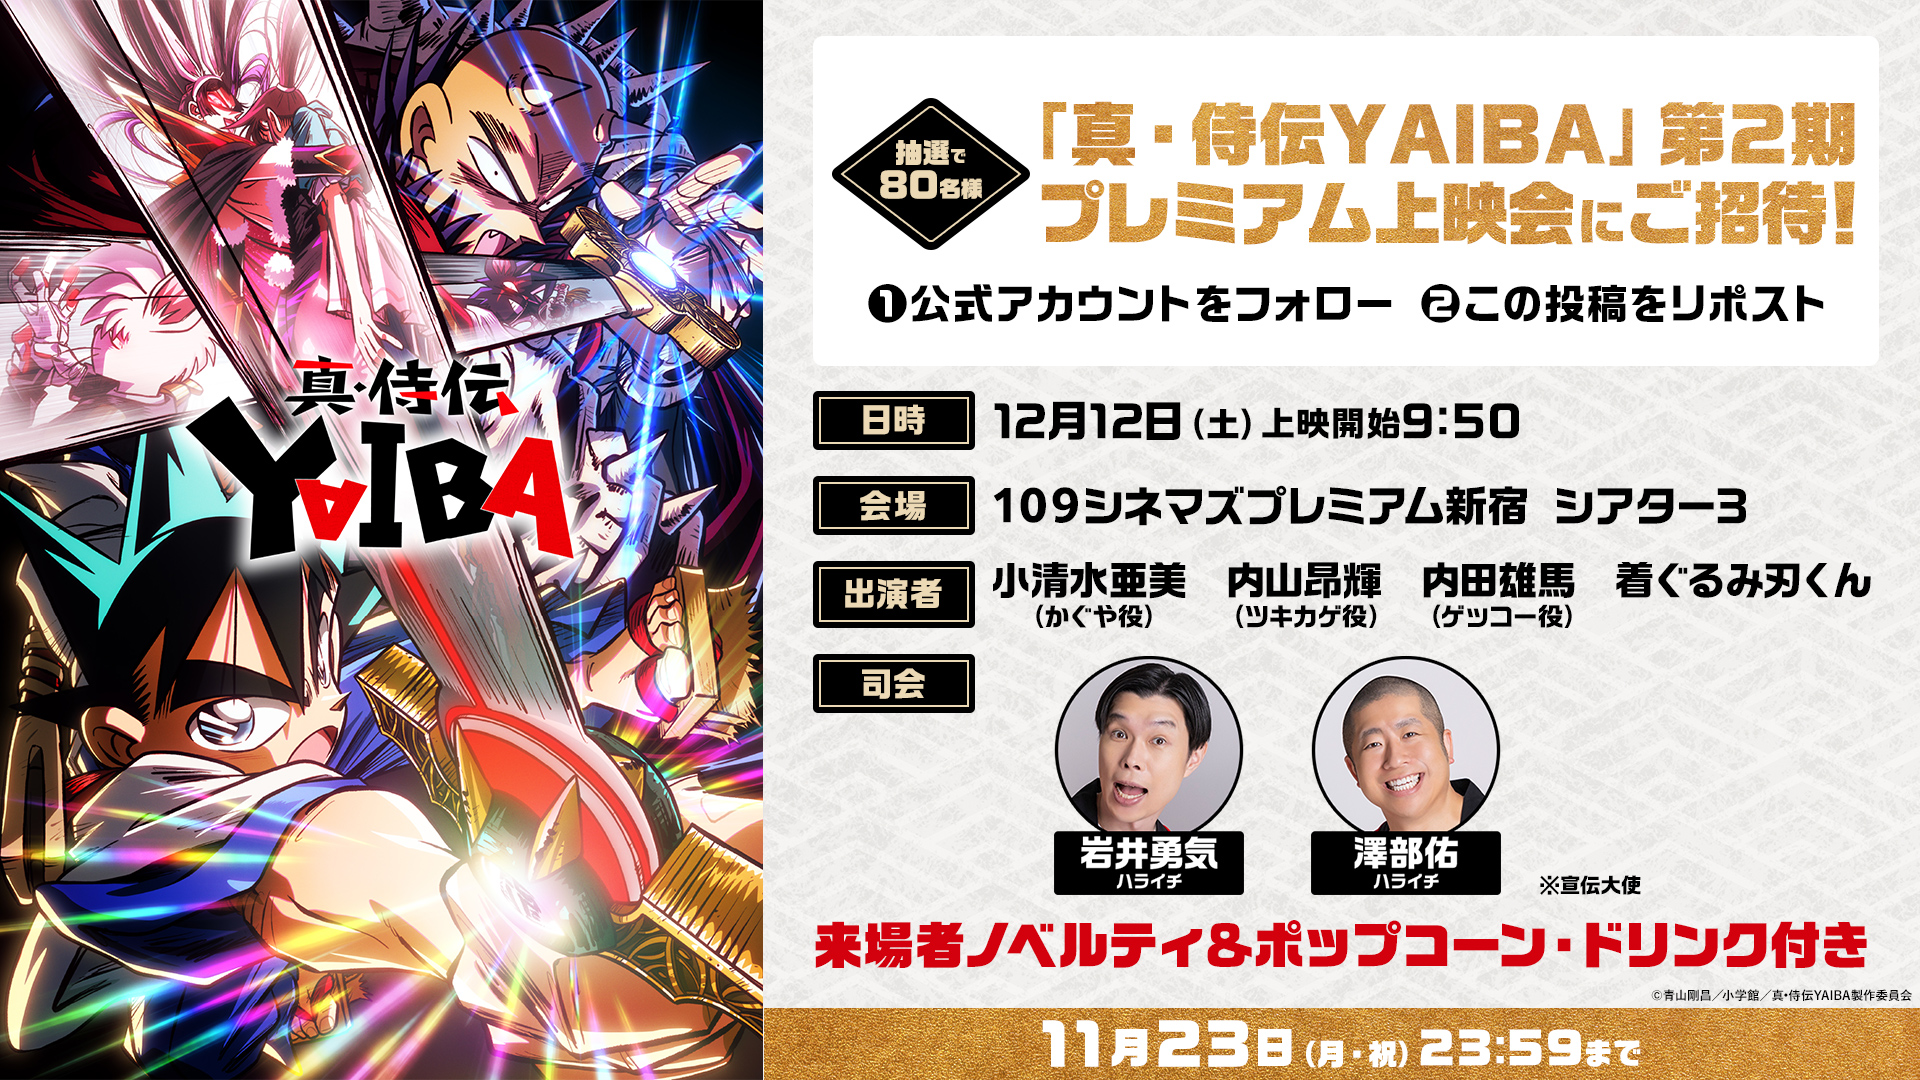 真・侍伝
YAIBA
抽選で
80名様
「真・侍伝YAIBA」第2期
プレミアム上映会にご招待!
❶公式アカウントをフォロー ❷この投稿をリポスト
日時
12月12日(土)上映開始9:50
会場
109シネマズプレミアム新宿 シアター3
出演者
小清水亜美 内山昂輝 内田雄馬 着ぐるみ刃くん
(かぐや役) (ツキカゲ役) (ゲッコー役)
司会
岩井勇気
ハライチ
澤部佑
ハライチ
※宣伝大使
来場者ノベルティ&ポップコーン・ドリンク付き
©青山剛昌/小学館/真・侍伝YAIBA製作委員会
11月23日(月・祝)23:59まで